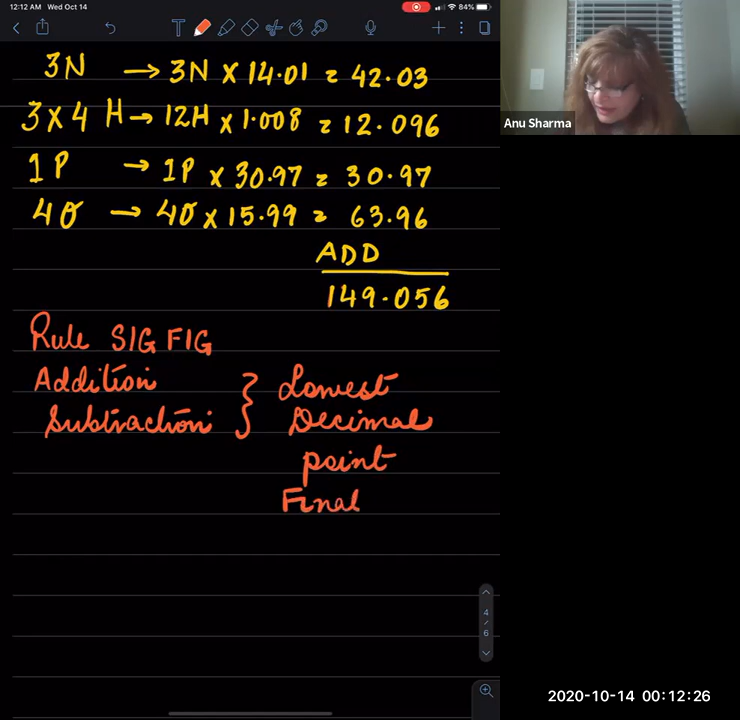 12:12 AM Wed Oct 14
84%
3N → 3N × 14.01 = 42.03
3×4 H → 12H × 1.008 = 12.096
1P → 1P × 30.97 = 30.97
4O → 4O × 15.99 = 63.96
ADD
149.056
Rule SIG FIG
Addition } Lowest
Subtraction Decimal
point
Final
4
/
6
Anu Sharma
2020-10-14 00:12:26